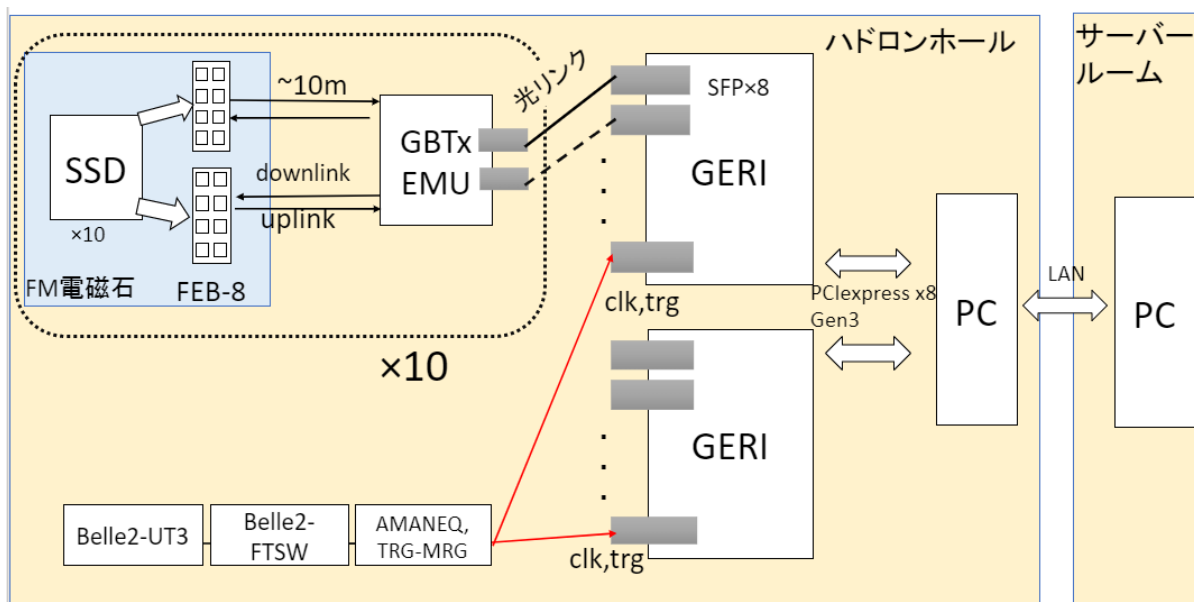 ハドロンホール
サーバー
ルーム
~10m
光リンク
SFP×8
GBTx
EMU
SSD
×10
downlink
uplink
FM電磁石
FEB-8
GERI
clk,trg
PCIexpress x8
Gen3
PC
LAN
PC
×10
GERI
clk,trg
Belle2-UT3
Belle2-
FTSW
AMANEQ,
TRG-MRG